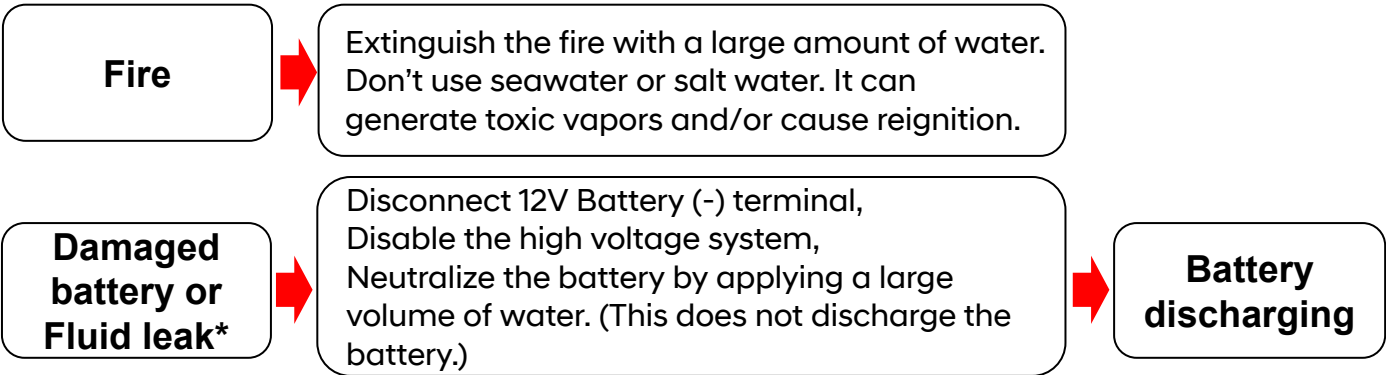 Fire
Extinguish the fire with a large amount of water.
Don’t use seawater or salt water. It can
generate toxic vapors and/or cause reignition.
Damaged
battery or
Fluid leak*
Disconnect 12V Battery (-) terminal,
Disable the high voltage system,
Neutralize the battery by applying a large
volume of water. (This does not discharge the
battery.)
Battery
discharging